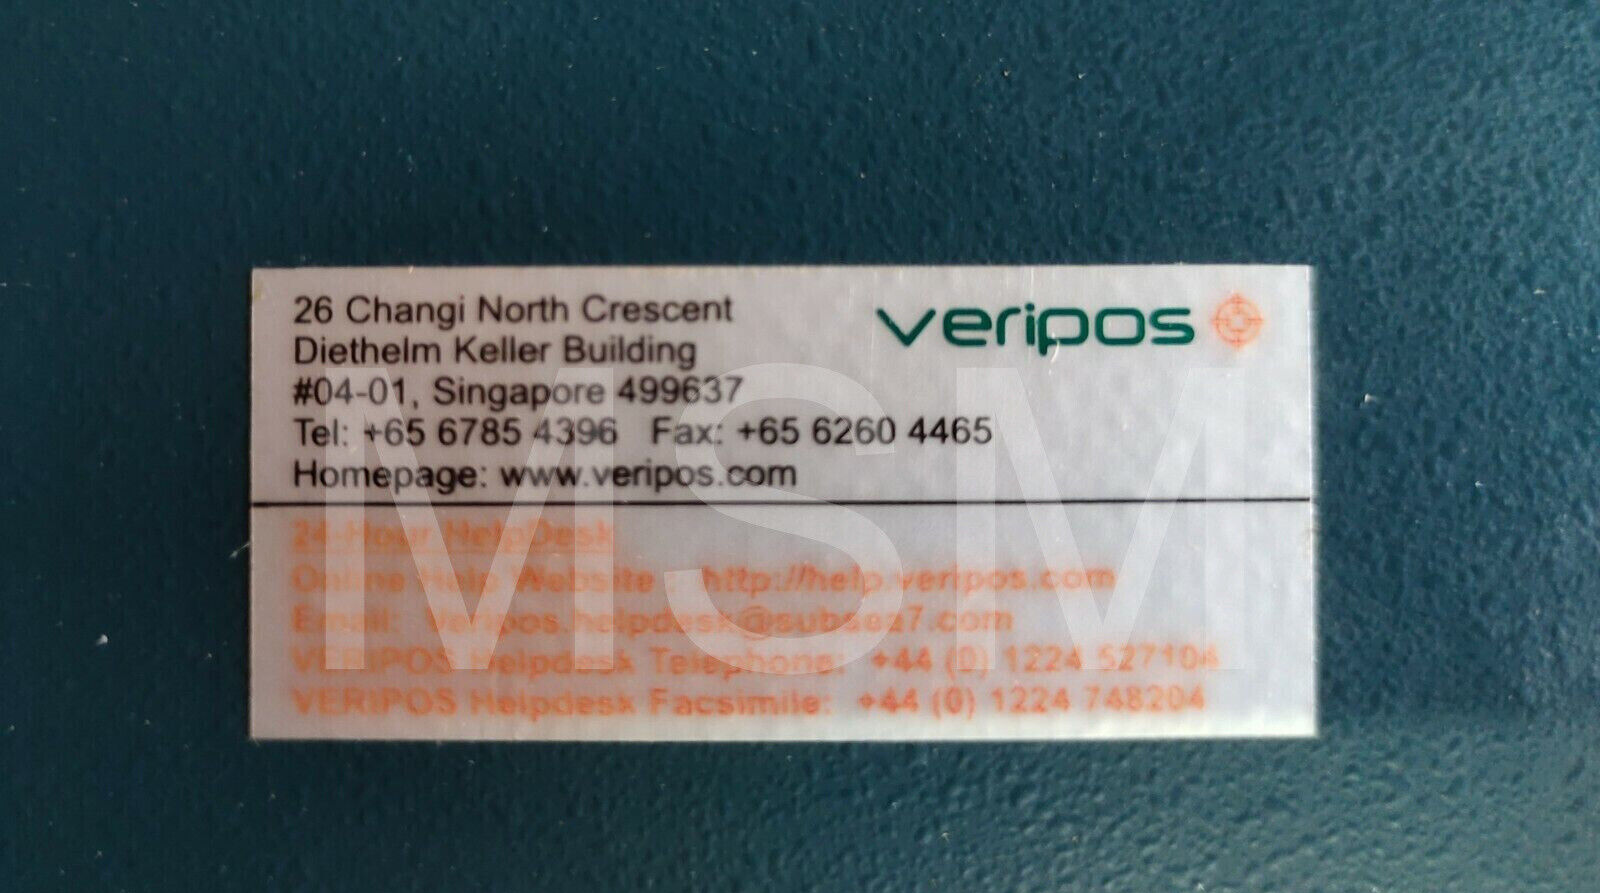 26 Changi North Crescent
Diethelm Keller Building
#04-01, Singapore 499637
Tel: +65 6785 4396 Fax: +65 6260 4465
Homepage: www.veripos.com
veripos
24-Hour HelpDesk
Online Help Website : http://help.veripos.com
Email: Veripos.helpdesk@subsea7.com
VERIPOS Helpdesk Telephone: +44 (0) 1224 527104
VERIPOS Helpdesk Facsimile: +44 (0) 1224 748204
MSM